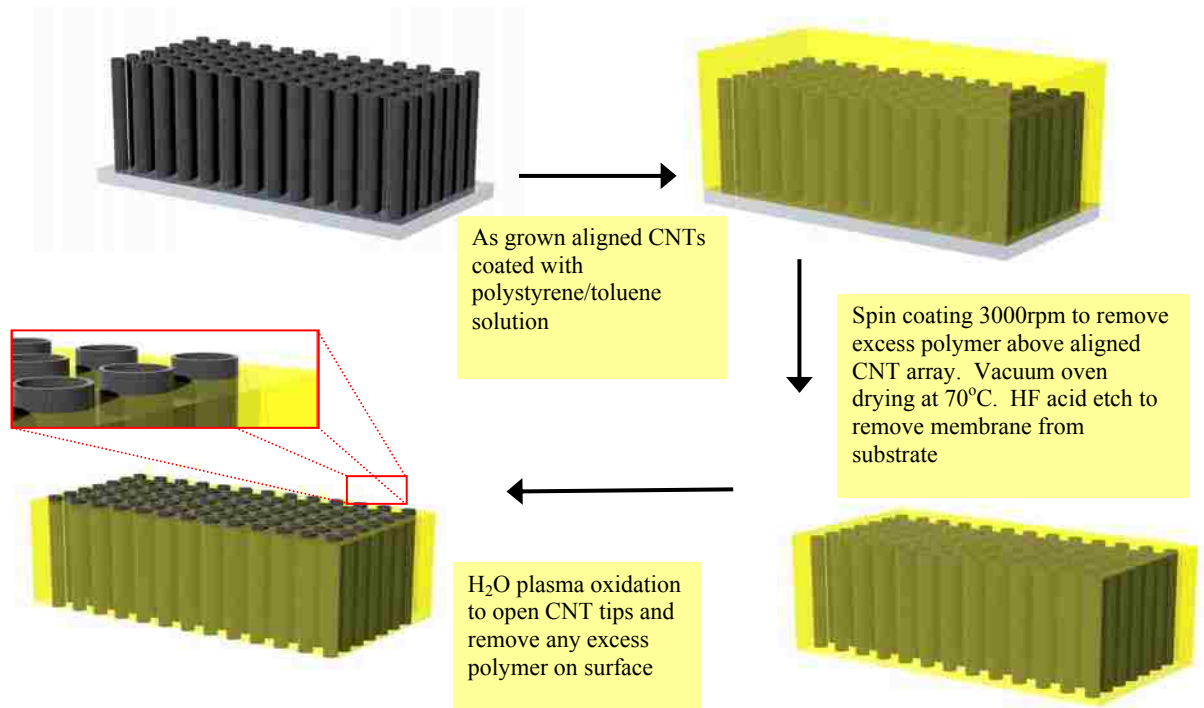 As grown aligned CNTs
coated with
polystyrene/toluene
solution
Spin coating 3000rpm to remove
excess polymer above aligned
CNT array.  Vacuum oven
drying at 70°C.  HF acid etch to
remove membrane from
substrate
H₂O plasma oxidation
to open CNT tips and
remove any excess
polymer on surface